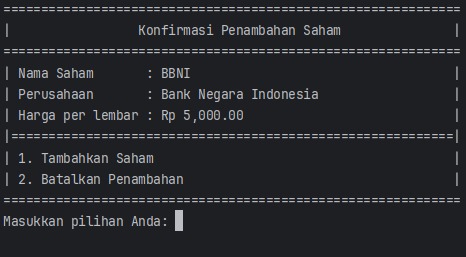 ============================================================
|                 Konfirmasi Penambahan Saham               |
============================================================
| Nama Saham       : BBNI                                   |
| Perusahaan       : Bank Negara Indonesia                  |
| Harga per lembar : Rp 5,000.00                            |
|===========================================================|
| 1. Tambahkan Saham                                        |
| 2. Batalkan Penambahan                                    |
============================================================
Masukkan pilihan Anda: